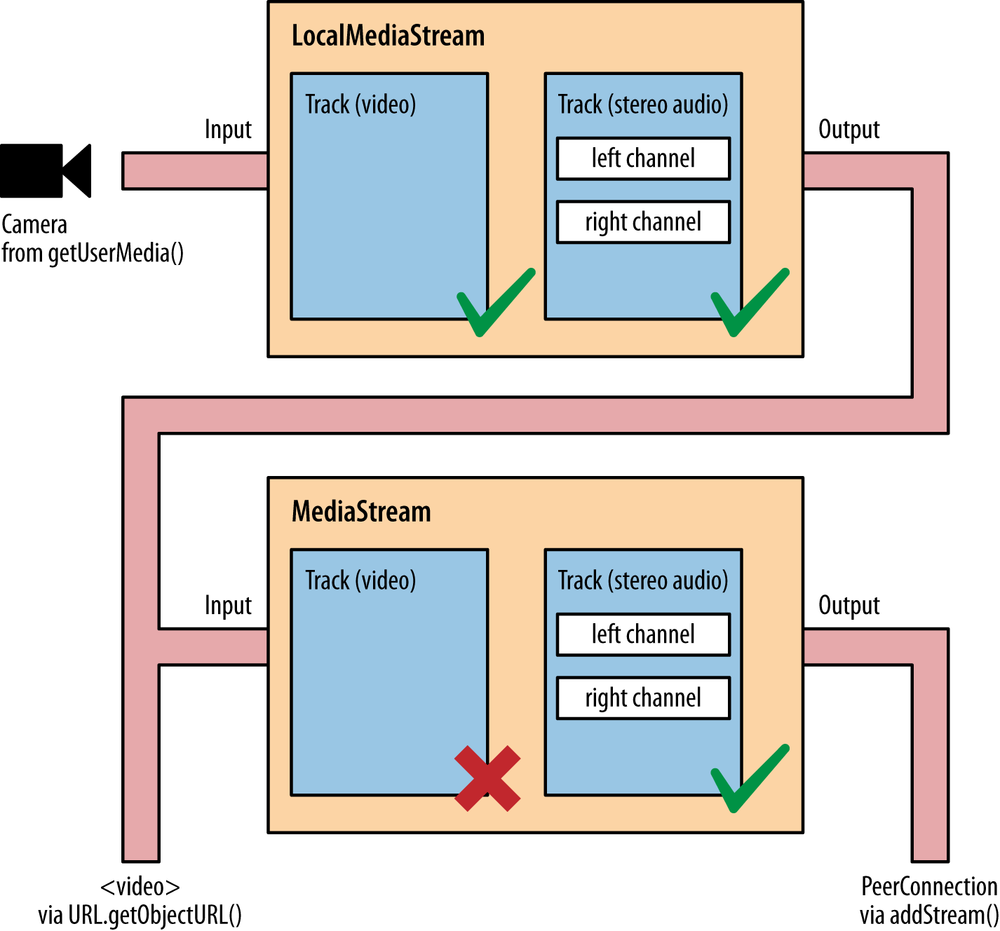 LocalMediaStream
Track (video)
Track (stereo audio)
left channel
right channel
Input
Output
Camera
from getUserMedia()
MediaStream
Track (video)
Track (stereo audio)
left channel
right channel
Input
Output
<video>
via URL.getObjectURL()
PeerConnection
via addStream()